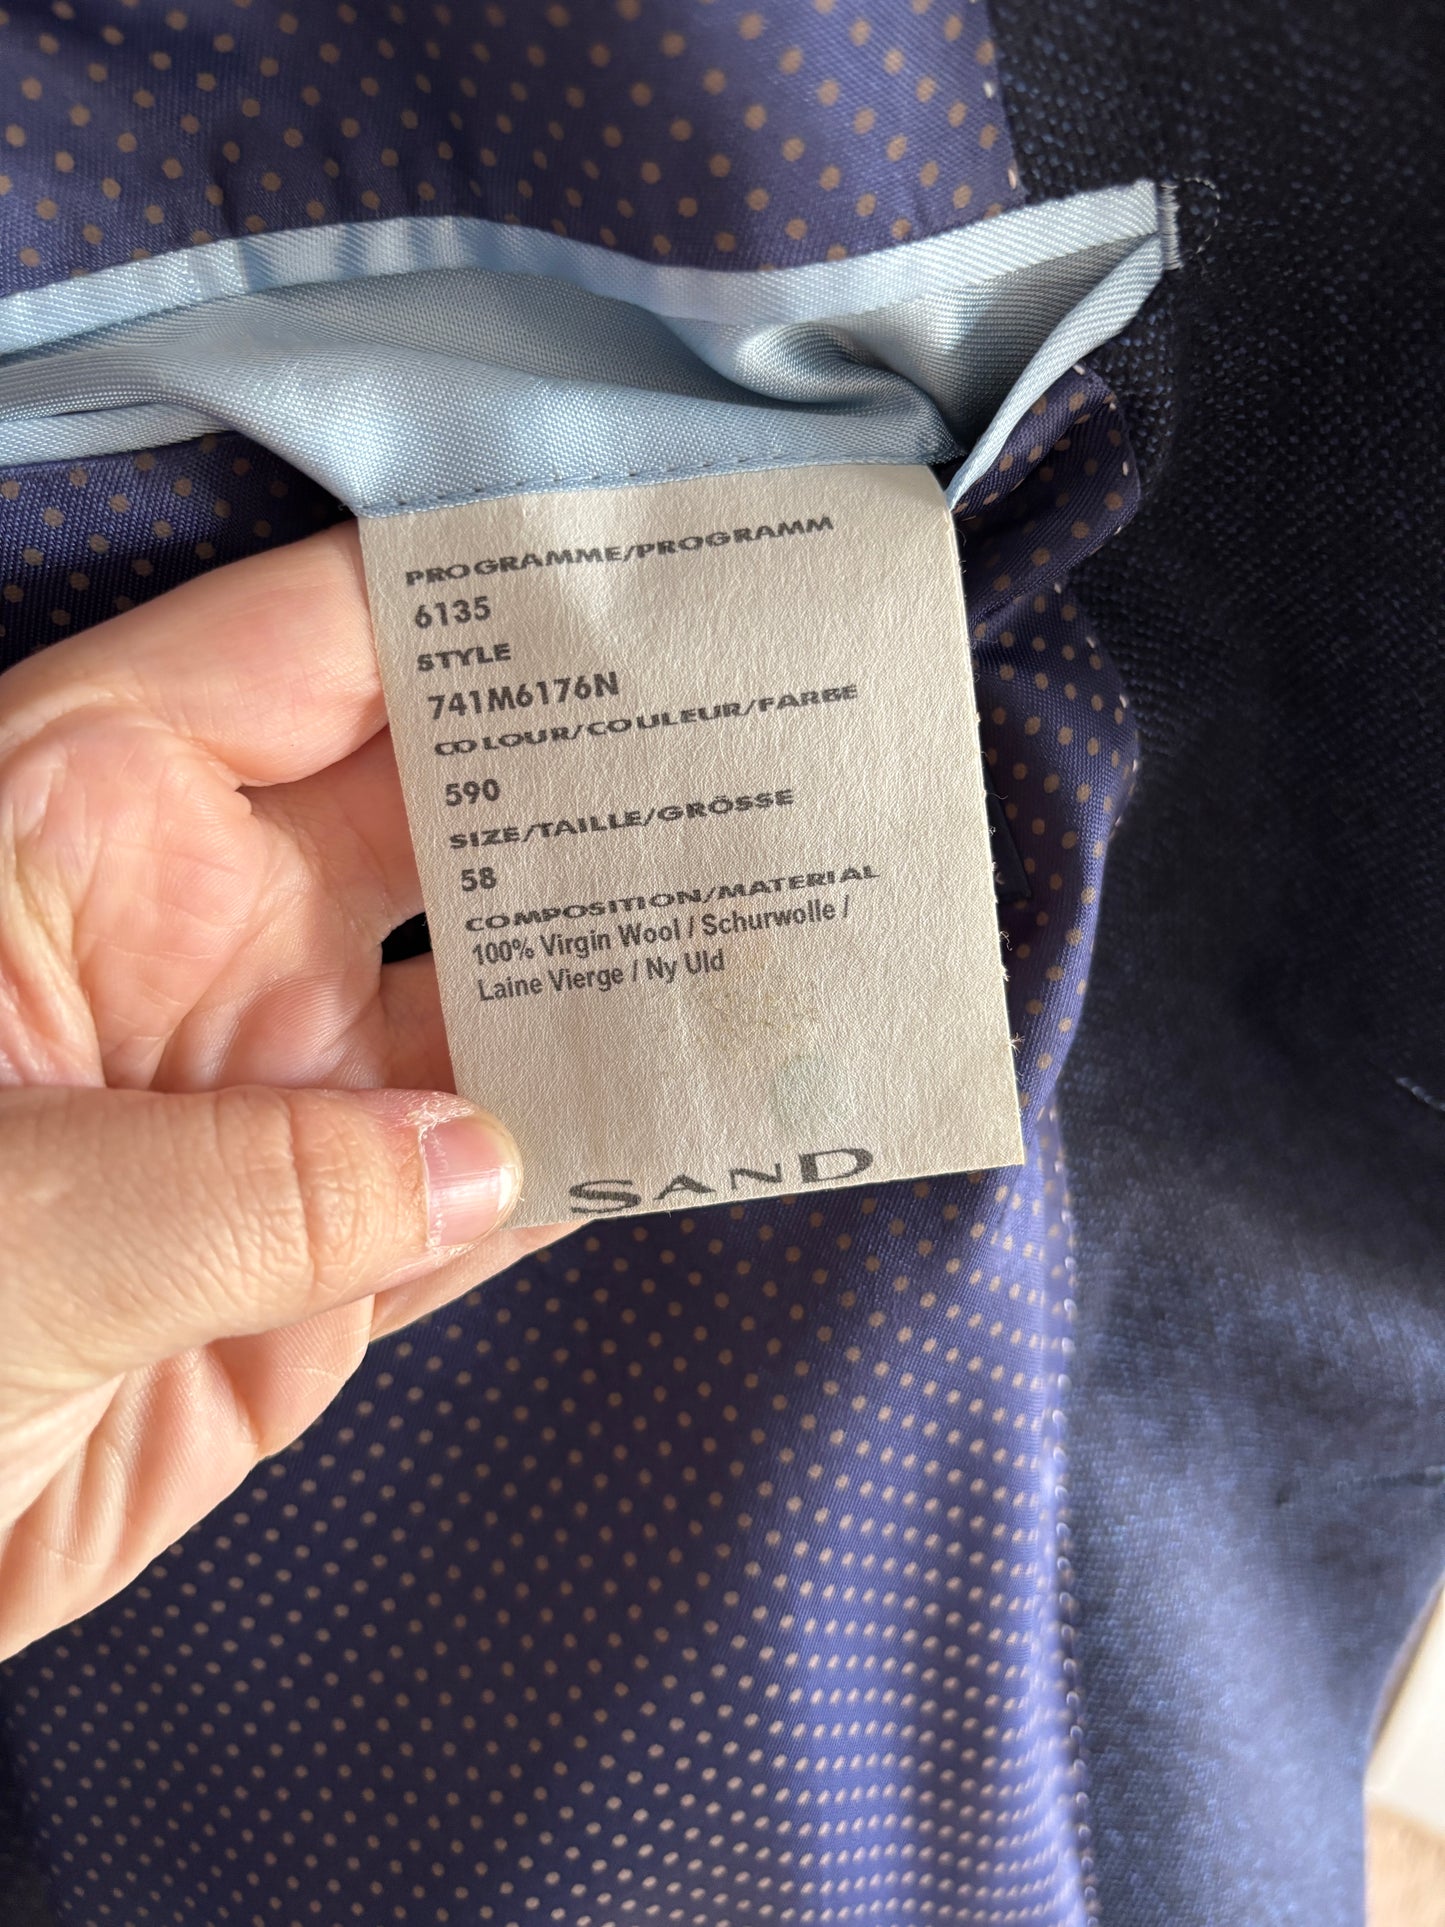 PROGRAMME/PROGRAMM
6135
STYLE
741M6176N
COLOUR/COULEUR/FARBE
590
SIZE/TAILLE/GRÖSSE
58
COMPOSITION/MATERIAL
100% Virgin Wool / Schurwolle /
Laine Vierge / Ny Uld
SAND